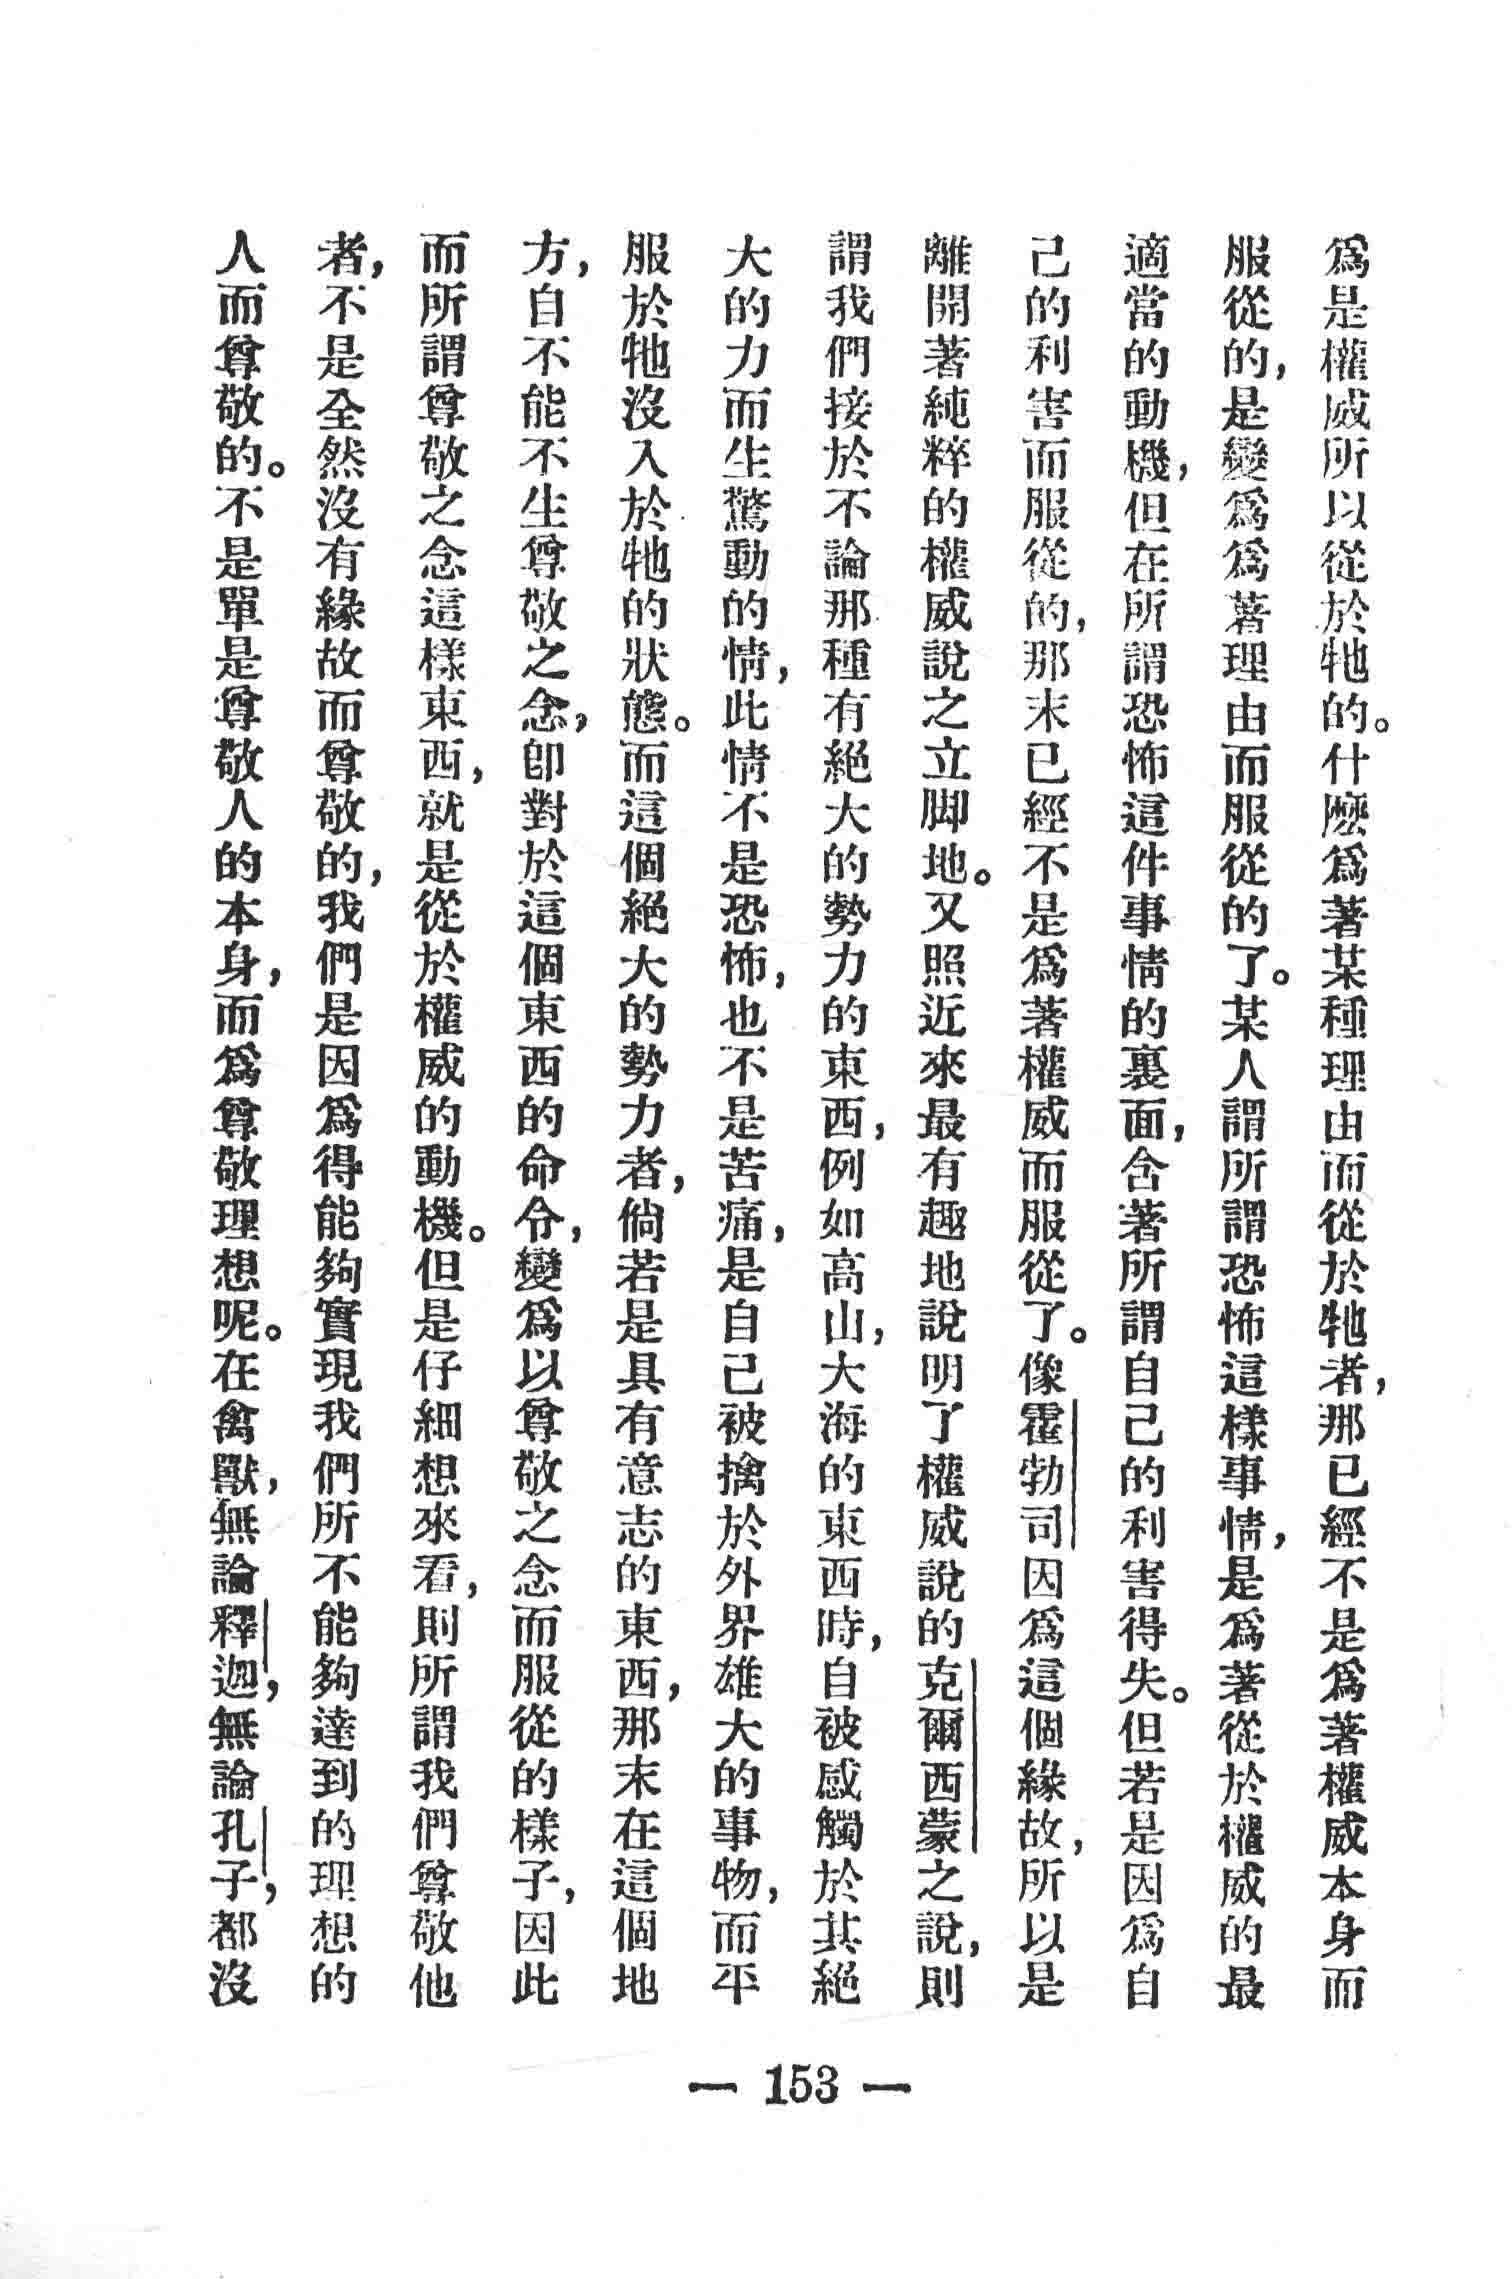 爲是權威所以從於牠的。什麼爲著某種理由而從於牠者，那已經不是爲著權威本身而
服從的，是變爲爲著理由而服從的了。某人謂所謂恐怖這樣事情，是爲著從於權威的最
適當的動機，但在所謂恐怖這件事情的裏面，含著所謂自己的利害得失。但若是因爲自
己的利害而服從的，那末已經不是爲著權威而服從了。像霍勃司因爲這個緣故，所以是
離開著純粹的權威說之立脚地。又照近來最有趣地說明了權威說的克爾西蒙之說，則
謂我們接於不論那種有絕大的勢力的東西，例如高山，大海的東西時，自被感觸於其絕
大的力而生驚動的情，此情不是恐怖，也不是苦痛，是自己被擒於外界雄大的事物，而平
服於牠沒入於牠的狀態。而這個絕大的勢力者，倘若是具有意志的東西，那末在這個地
方，自不能不生尊敬之念，卽對於這個東西的命令，變爲以尊敬之念而服從的樣子，因此
而所謂尊敬之念這樣東西，就是從於權威的動機。但是仔細想來看，則所謂我們尊敬他
者，不是全然沒有緣故而尊敬的，我們是因爲得能夠實現我們所不能夠達到的理想的
人而尊敬的。不是單是尊敬人的本身，而爲尊敬理想呢。在禽獸，無論釋迦，無論孔子，都沒
— 153 —